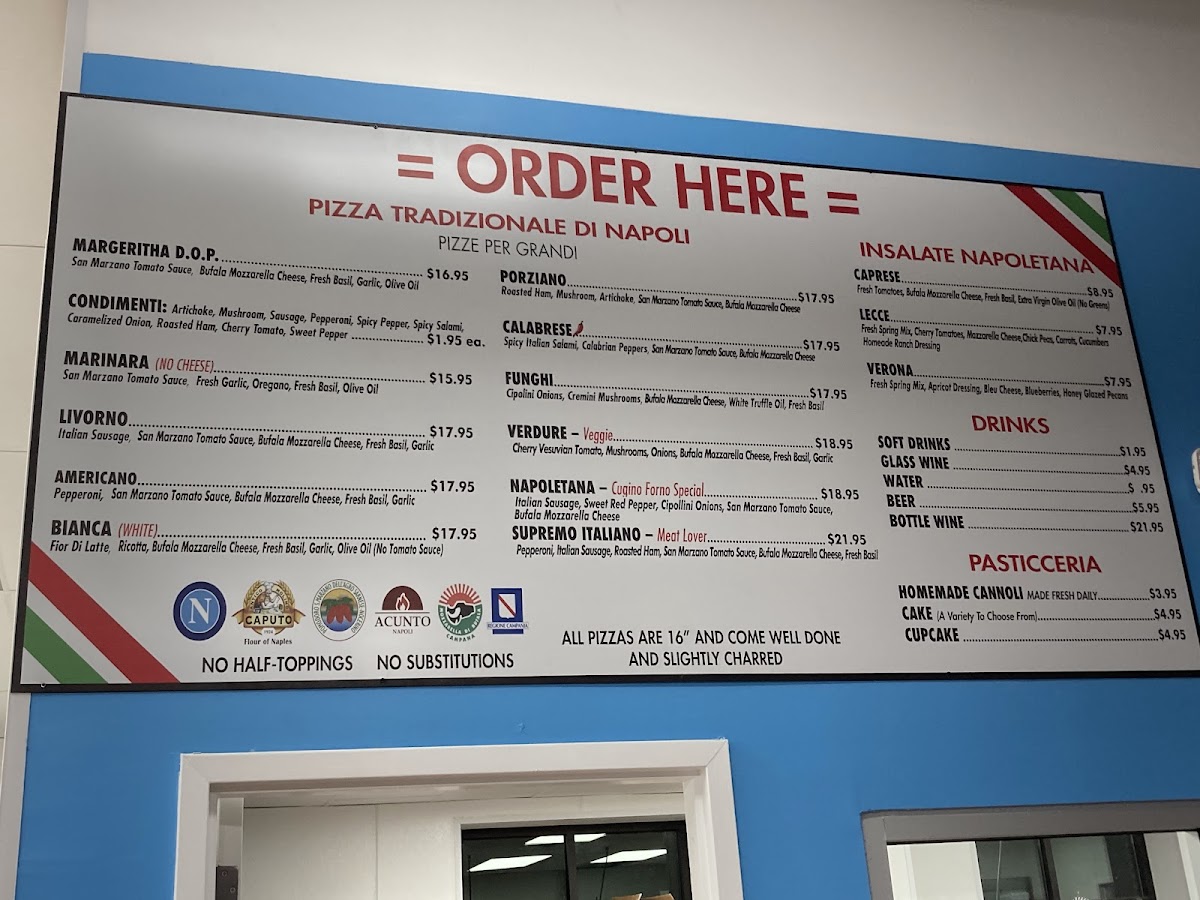 = ORDER HERE =
PIZZA TRADIZIONALE DI NAPOLI
PIZZE PER GRANDI
MARGERITHA D.O.P. $16.95
San Marzano Tomato Sauce, Bufala Mozzarella Cheese, Fresh Basil, Garlic, Olive Oil
CONDIMENTI: Artichoke, Mushroom, Sausage, Pepperoni, Spicy Pepper, Spicy Salami,
Caramelized Onion, Roasted Ham, Cherry Tomato, Sweet Pepper $1.95 ea.
MARINARA (NO CHEESE) $15.95
San Marzano Tomato Sauce, Fresh Garlic, Oregano, Fresh Basil, Olive Oil
LIVORNO $17.95
Italian Sausage, San Marzano Tomato Sauce, Bufala Mozzarella Cheese, Fresh Basil, Garlic
AMERICANO $17.95
Pepperoni, San Marzano Tomato Sauce, Bufala Mozzarella Cheese, Fresh Basil, Garlic
BIANCA (WHITE) $17.95
Fior Di Latte, Ricotta, Bufala Mozzarella Cheese, Fresh Basil, Garlic, Olive Oil (No Tomato Sauce)
PORZIANO $17.95
Roasted Ham, Mushroom, Artichoke, San Marzano Tomato Sauce, Bufala Mozzarella Cheese
CALABRESE $17.95
Spicy Italian Salami, Calabrian Peppers, San Marzano Tomato Sauce, Bufala Mozzarella Cheese
FUNGHI $17.95
Cipolini Onions, Cremini Mushrooms, Bufala Mozzarella Cheese, White Truffle Oil, Fresh Basil
VERDURE – Veggie $18.95
Cherry Vesuvian Tomato, Mushrooms, Onions, Bufala Mozzarella Cheese, Fresh Basil, Garlic
NAPOLETANA – Cugino Forno Special $18.95
Italian Sausage, Sweet Red Pepper, Cipollini Onions, San Marzano Tomato Sauce,
Bufala Mozzarella Cheese
SUPREMO ITALIANO – Meat Lover $21.95
Pepperoni, Italian Sausage, Roasted Ham, San Marzano Tomato Sauce, Bufala Mozzarella Cheese, Fresh Basil
INSALATE NAPOLETANA
CAPRESE $8.95
Fresh Tomatoes, Bufala Mozzarella Cheese, Fresh Basil, Extra Virgin Olive Oil (No Greens)
LECCE $7.95
Fresh Spring Mix, Cherry Tomatoes, Mozzarella Cheese,Chick Peas, Carrots, Cucumbers
Homeade Ranch Dressing
VERONA $7.95
Fresh Spring Mix, Apricot Dressing, Bleu Cheese, Blueberries, Honey Glazed Pecans
DRINKS
SOFT DRINKS $1.95
GLASS WINE $4.95
WATER $ .95
BEER $5.95
BOTTLE WINE $21.95
PASTICCERIA
HOMEMADE CANNOLI MADE FRESH DAILY $3.95
CAKE (A Variety To Choose From) $4.95
CUPCAKE $4.95
N
CAPUTO
Flour of Naples
ACUNTO
NAPOLI
CAMPANA
REGIONE CAMPANIA
NO HALF-TOPPINGS NO SUBSTITUTIONS
ALL PIZZAS ARE 16” AND COME WELL DONE
AND SLIGHTLY CHARRED